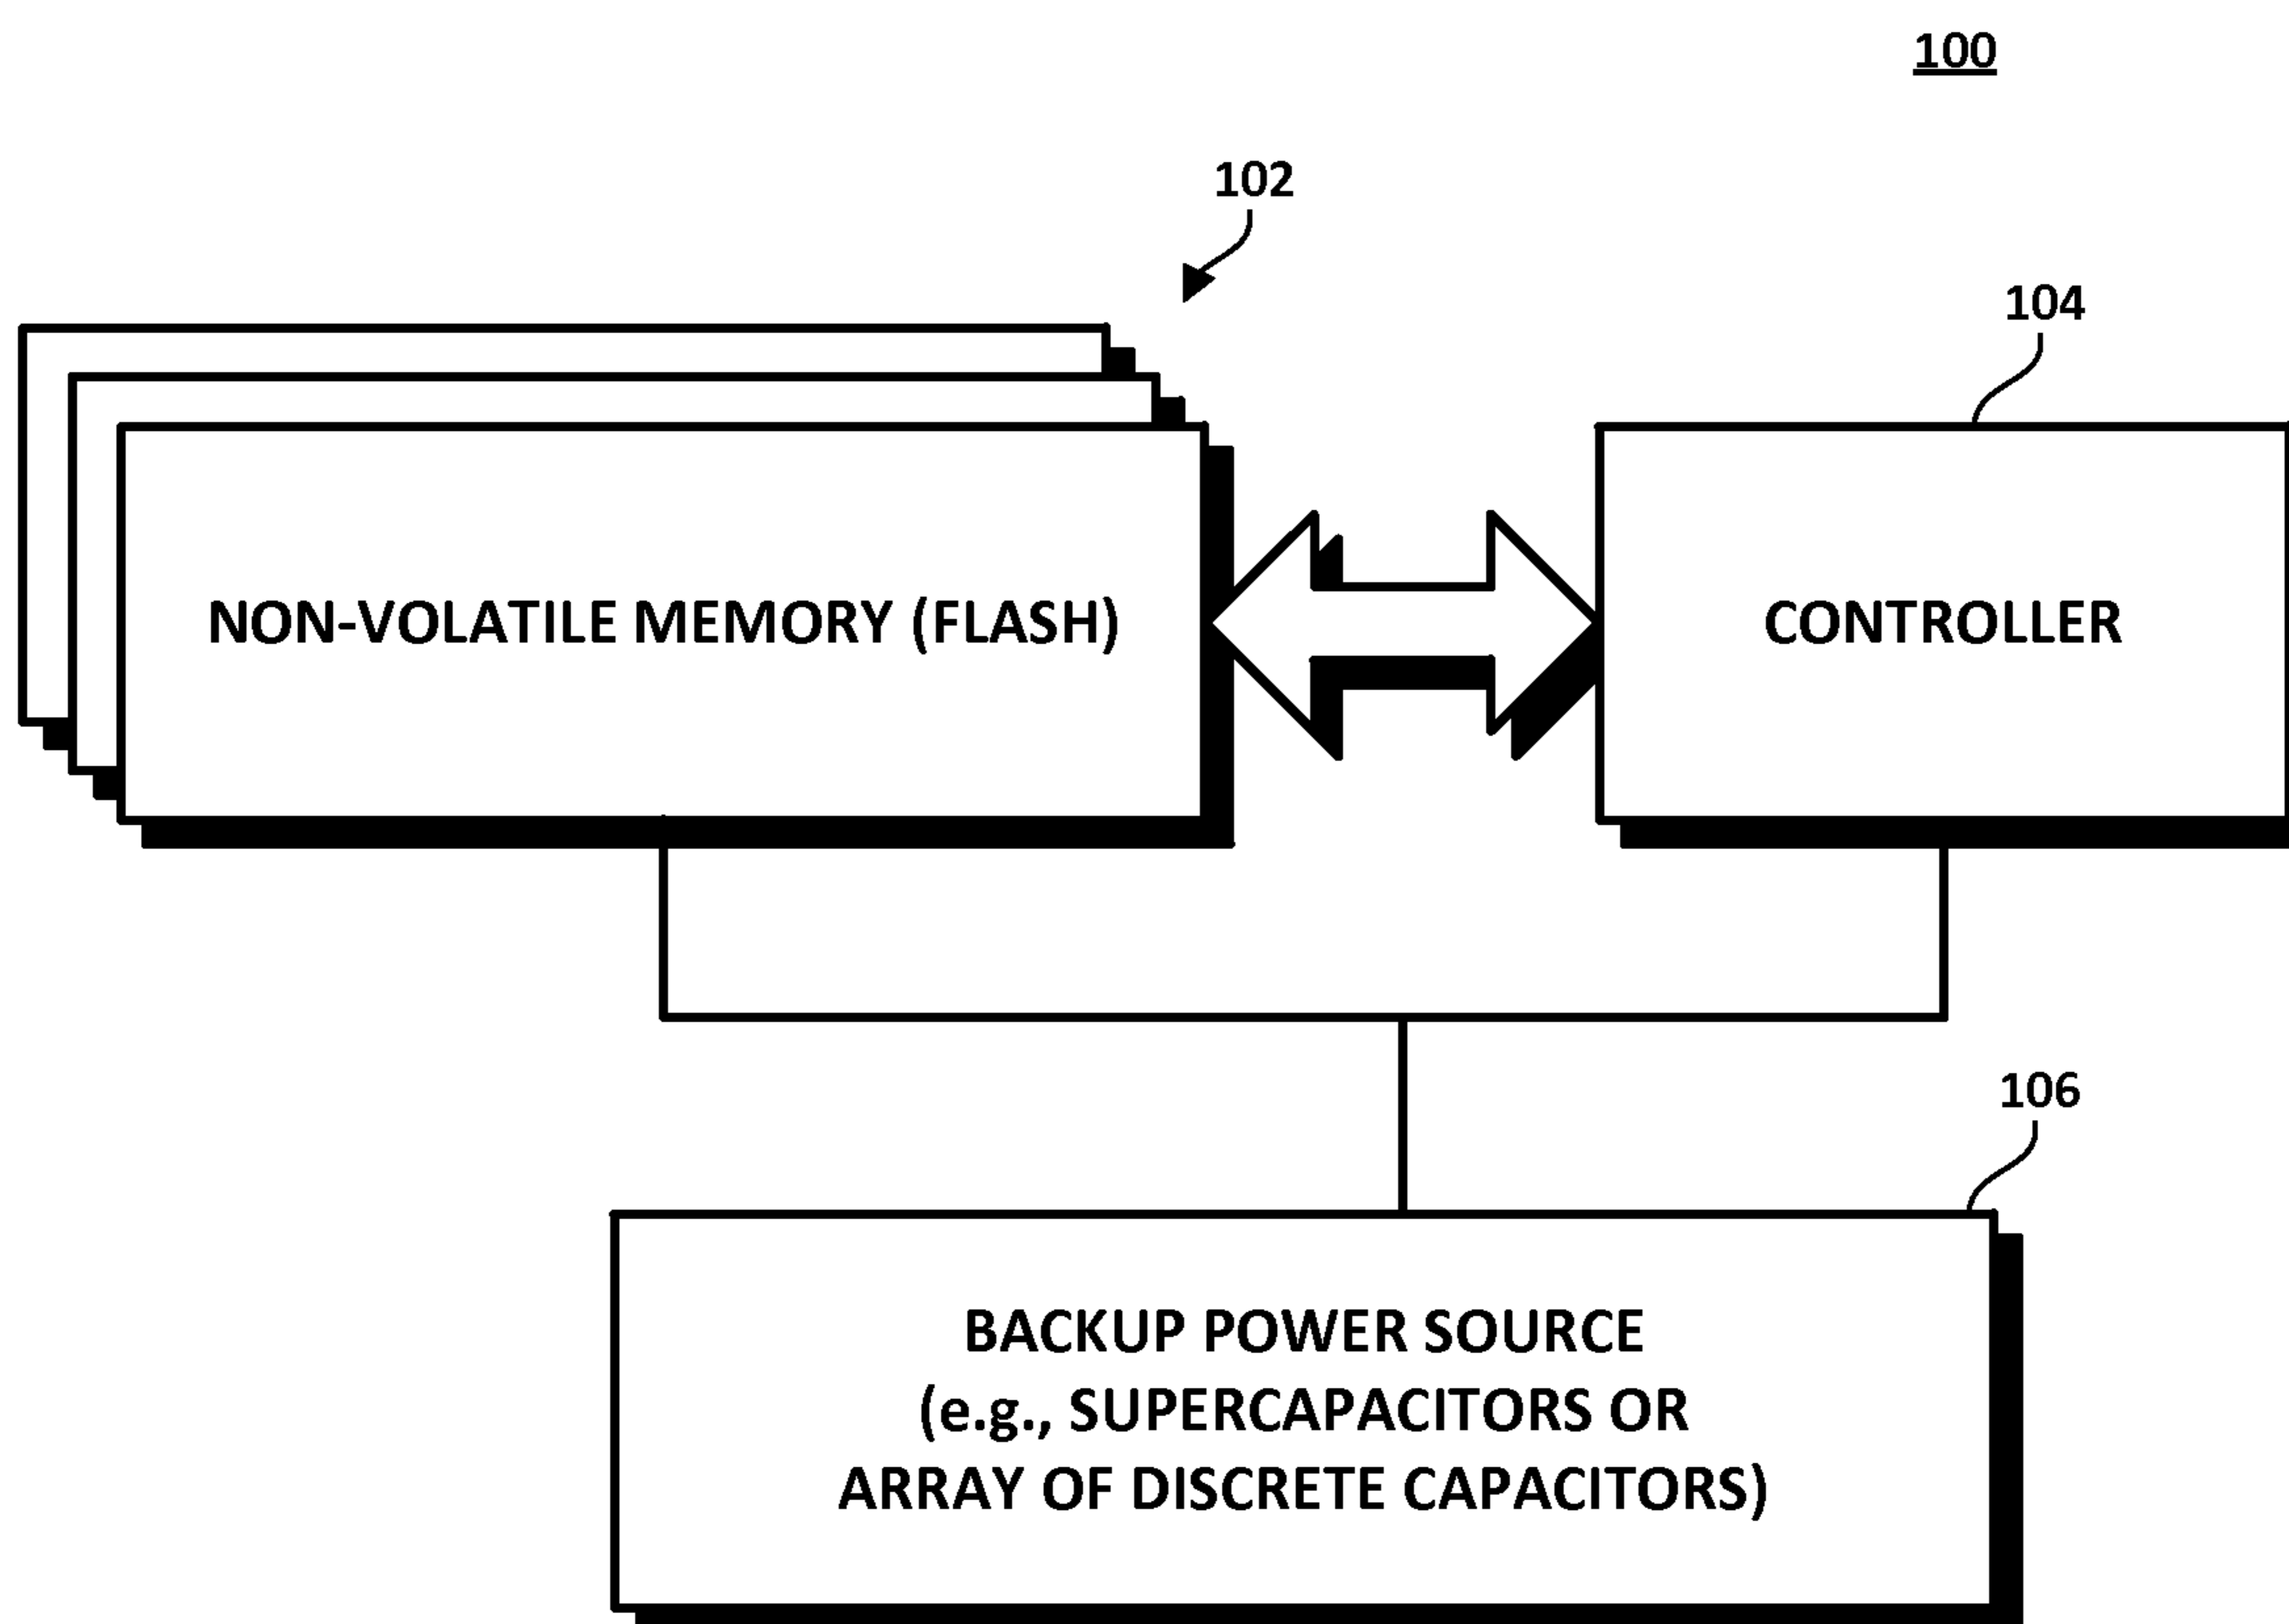 100
102
104
NON-VOLATILE MEMORY (FLASH)
CONTROLLER
106
BACKUP POWER SOURCE
(e.g., SUPERCAPACITORS OR
ARRAY OF DISCRETE CAPACITORS)